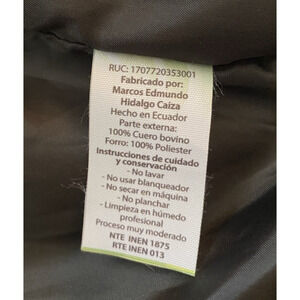 RUC: 1707720353001
Fabricado por:
Marcos Edmundo
Hidalgo Caiza
Hecho en Ecuador
Parte externa:
100% Cuero bovino
Forro: 100% Poliester
Instrucciones de cuidado
y conservación
- No lavar
- No usar blanqueador
- No secar en máquina
- No planchar
- Limpieza en húmedo
profesional
Proceso muy moderado
NTE INEN 1875
RTE INEN 013